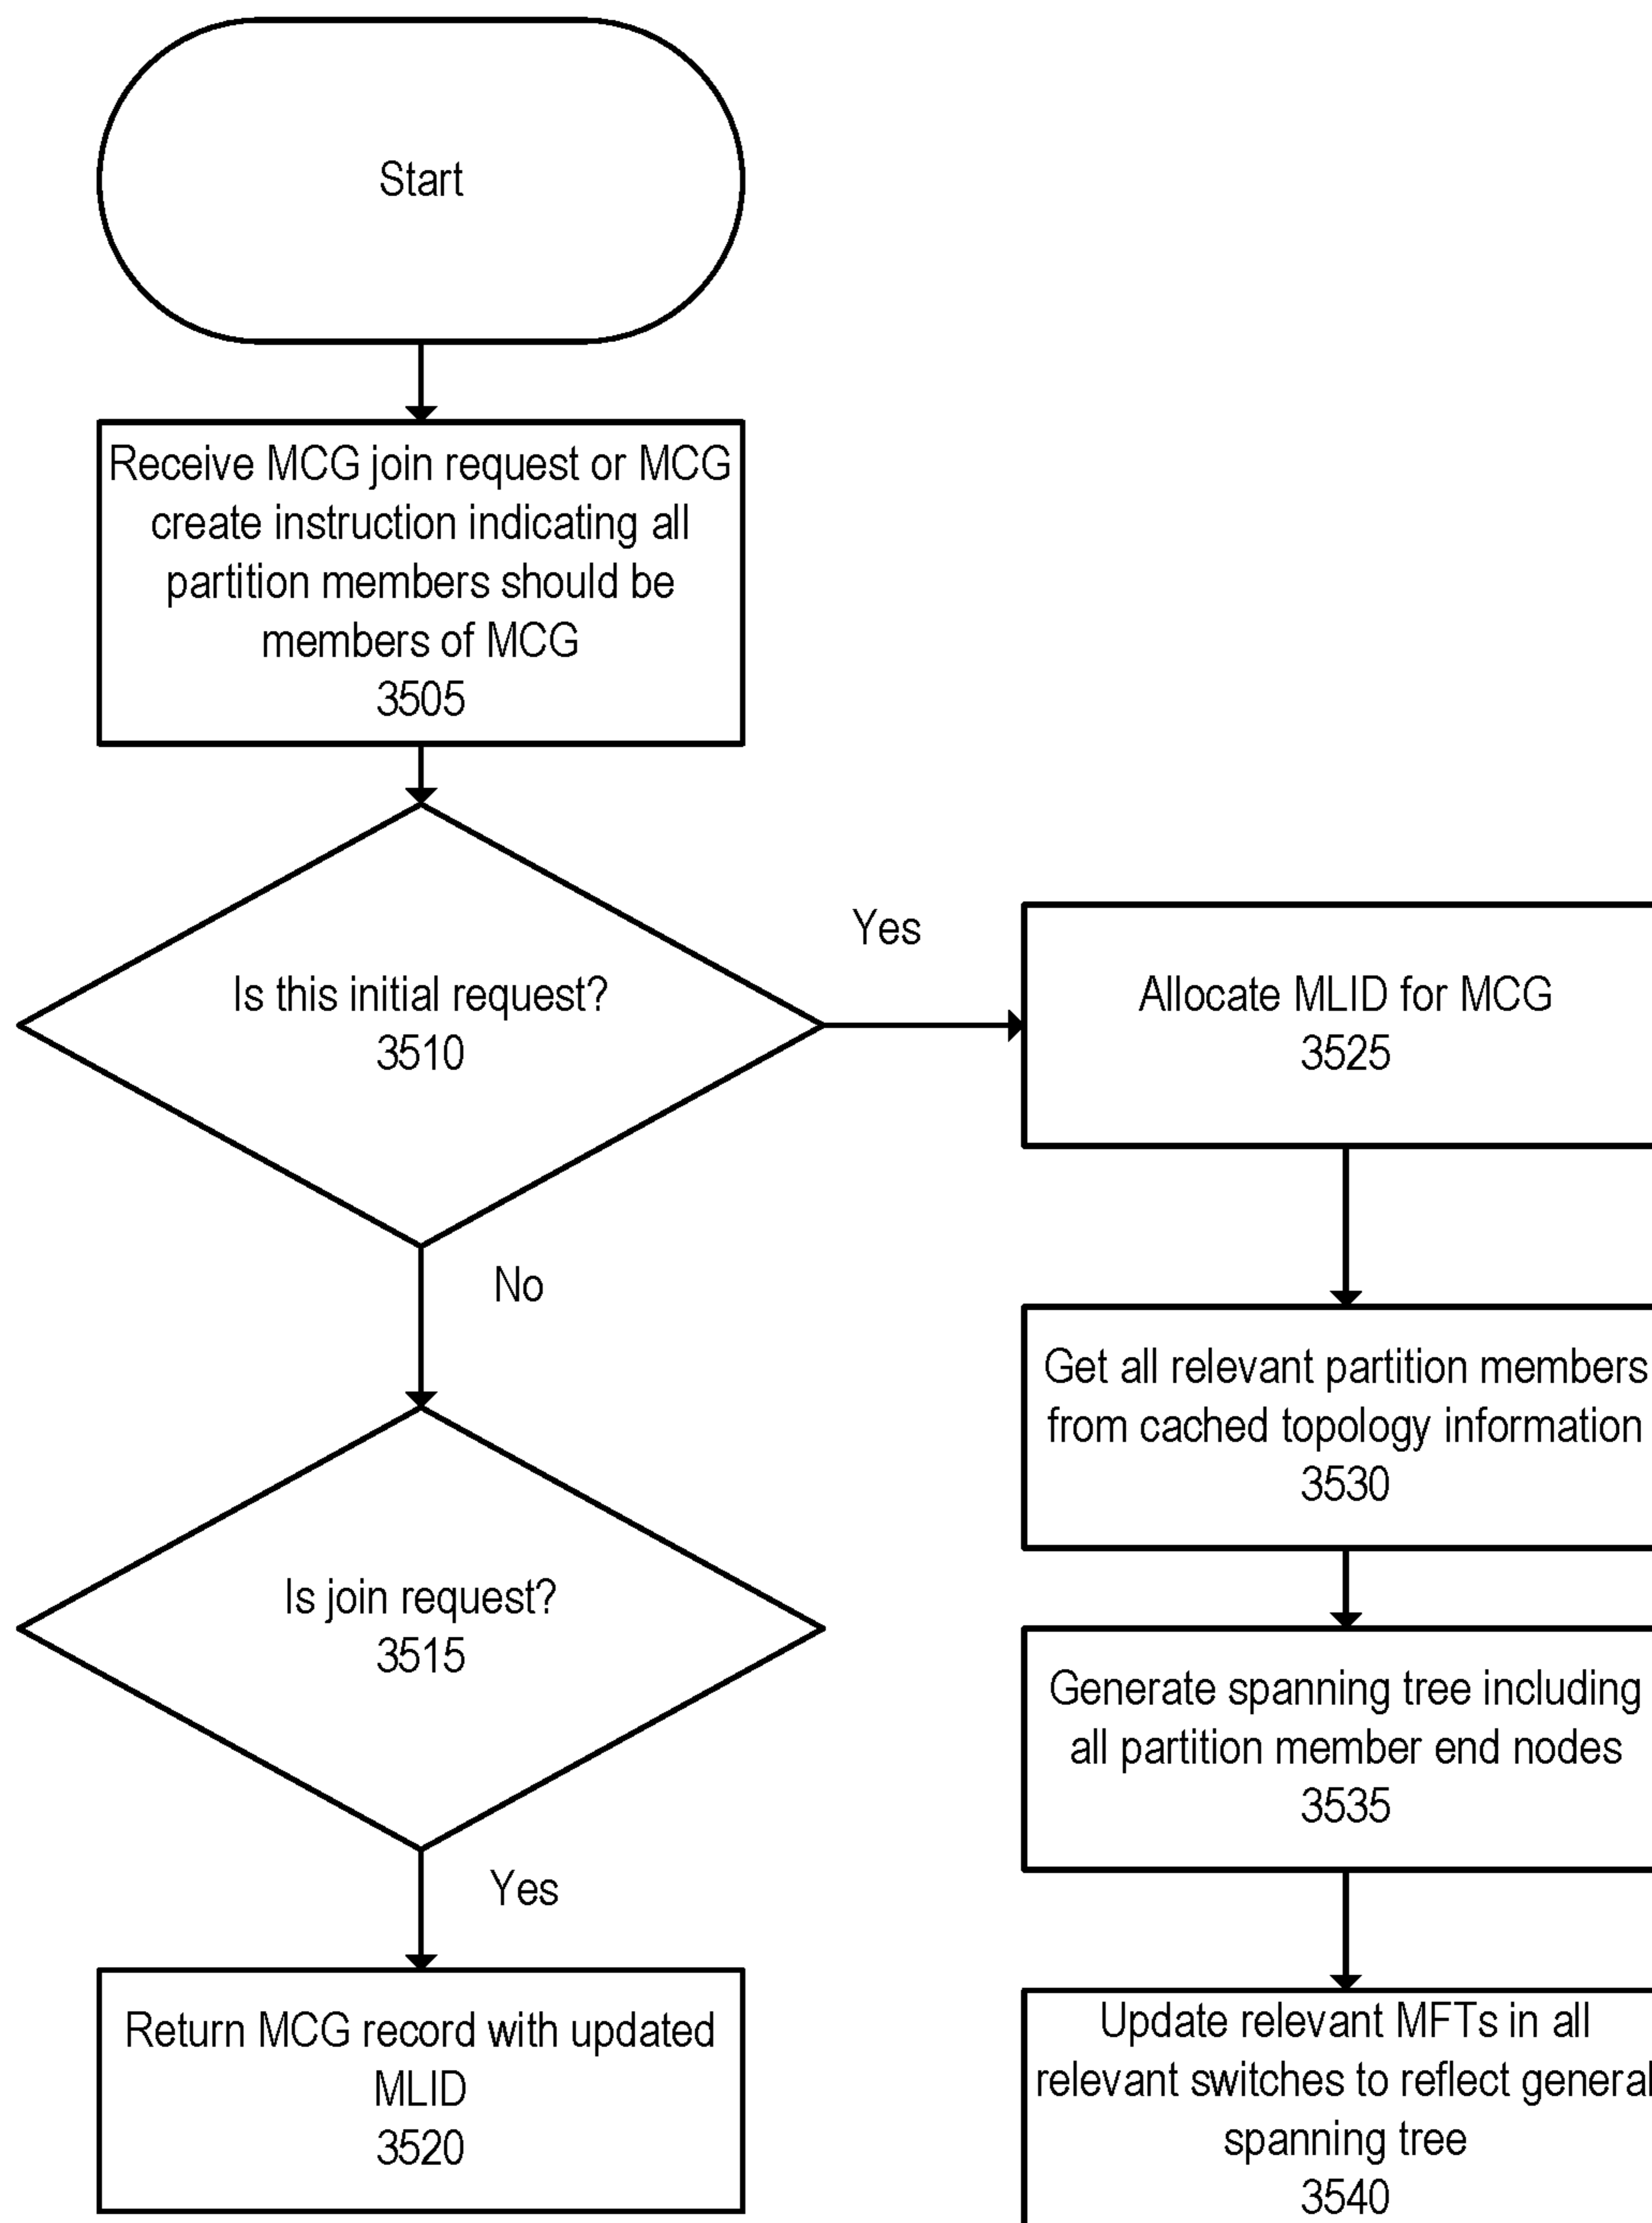 Start
Receive MCG join request or MCG
create instruction indicating all
partition members should be
members of MCG
3505
Is this initial request?
3510
Yes
No
Is join request?
3515
Yes
Return MCG record with updated
MLID
3520
Allocate MLID for MCG
3525
Get all relevant partition members
from cached topology information
3530
Generate spanning tree including
all partition member end nodes
3535
Update relevant MFTs in all
relevant switches to reflect general
spanning tree
3540